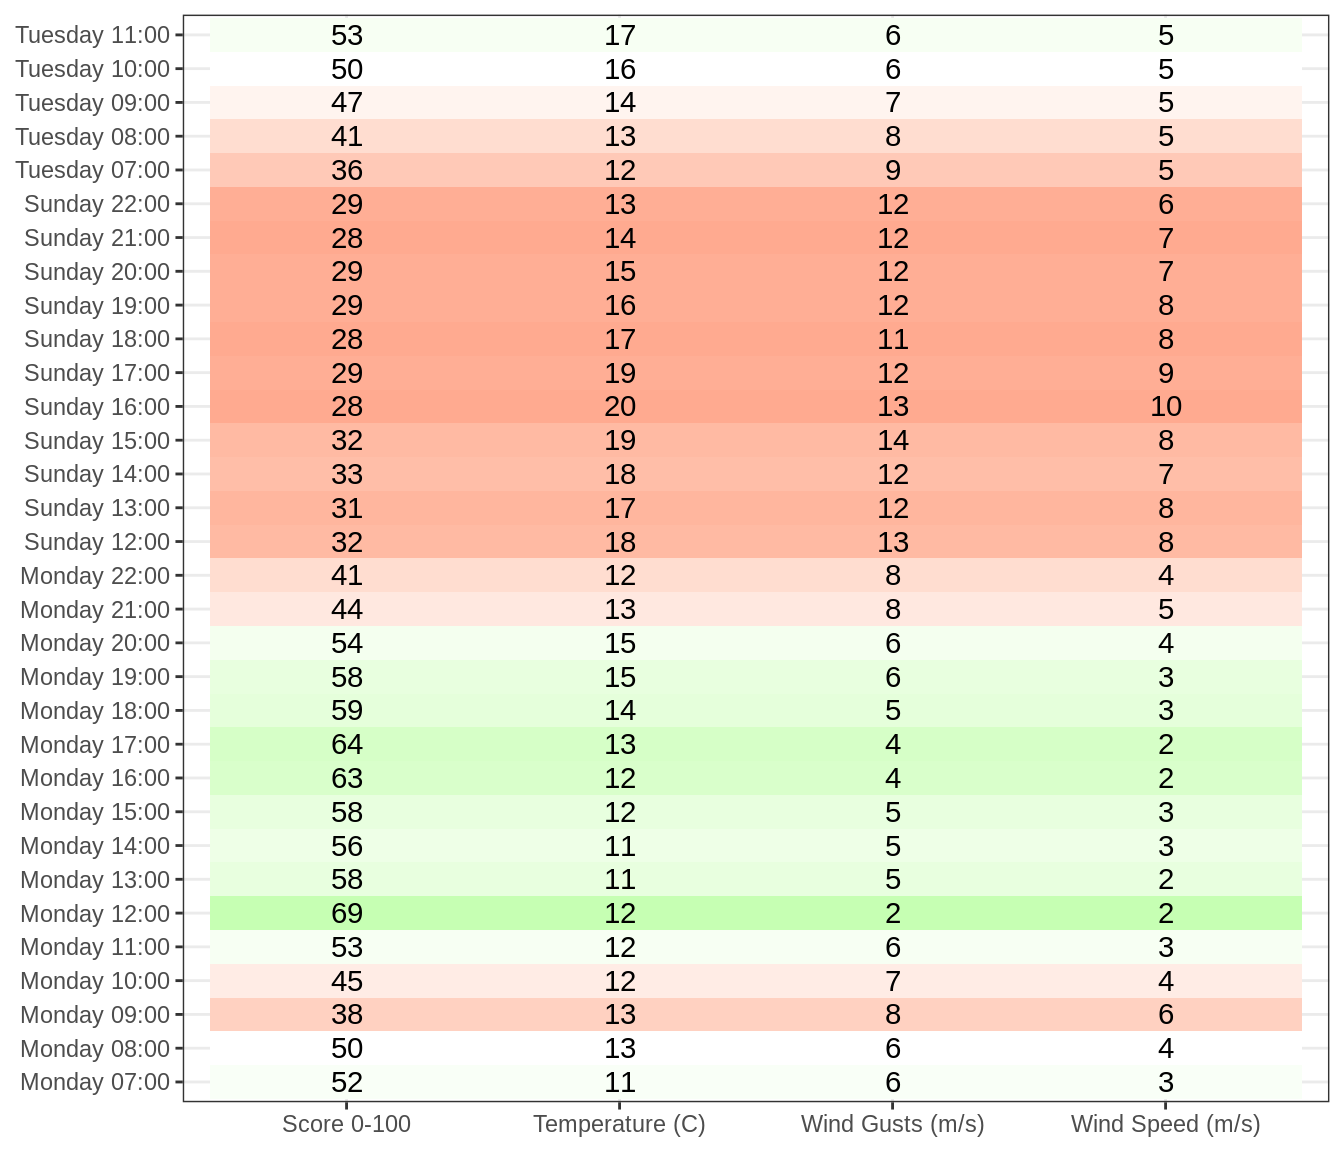 Tuesday 11:00 53 17 6 5
Tuesday 10:00 50 16 6 5
Tuesday 09:00 47 14 7 5
Tuesday 08:00 41 13 8 5
Tuesday 07:00 36 12 9 5
Sunday 22:00 29 13 12 6
Sunday 21:00 28 14 12 7
Sunday 20:00 29 15 12 7
Sunday 19:00 29 16 12 8
Sunday 18:00 28 17 11 8
Sunday 17:00 29 19 12 9
Sunday 16:00 28 20 13 10
Sunday 15:00 32 19 14 8
Sunday 14:00 33 18 12 7
Sunday 13:00 31 17 12 8
Sunday 12:00 32 18 13 8
Monday 22:00 41 12 8 4
Monday 21:00 44 13 8 5
Monday 20:00 54 15 6 4
Monday 19:00 58 15 6 3
Monday 18:00 59 14 5 3
Monday 17:00 64 13 4 2
Monday 16:00 63 12 4 2
Monday 15:00 58 12 5 3
Monday 14:00 56 11 5 3
Monday 13:00 58 11 5 2
Monday 12:00 69 12 2 2
Monday 11:00 53 12 6 3
Monday 10:00 45 12 7 4
Monday 09:00 38 13 8 6
Monday 08:00 50 13 6 4
Monday 07:00 52 11 6 3
Score 0-100 Temperature (C) Wind Gusts (m/s) Wind Speed (m/s)